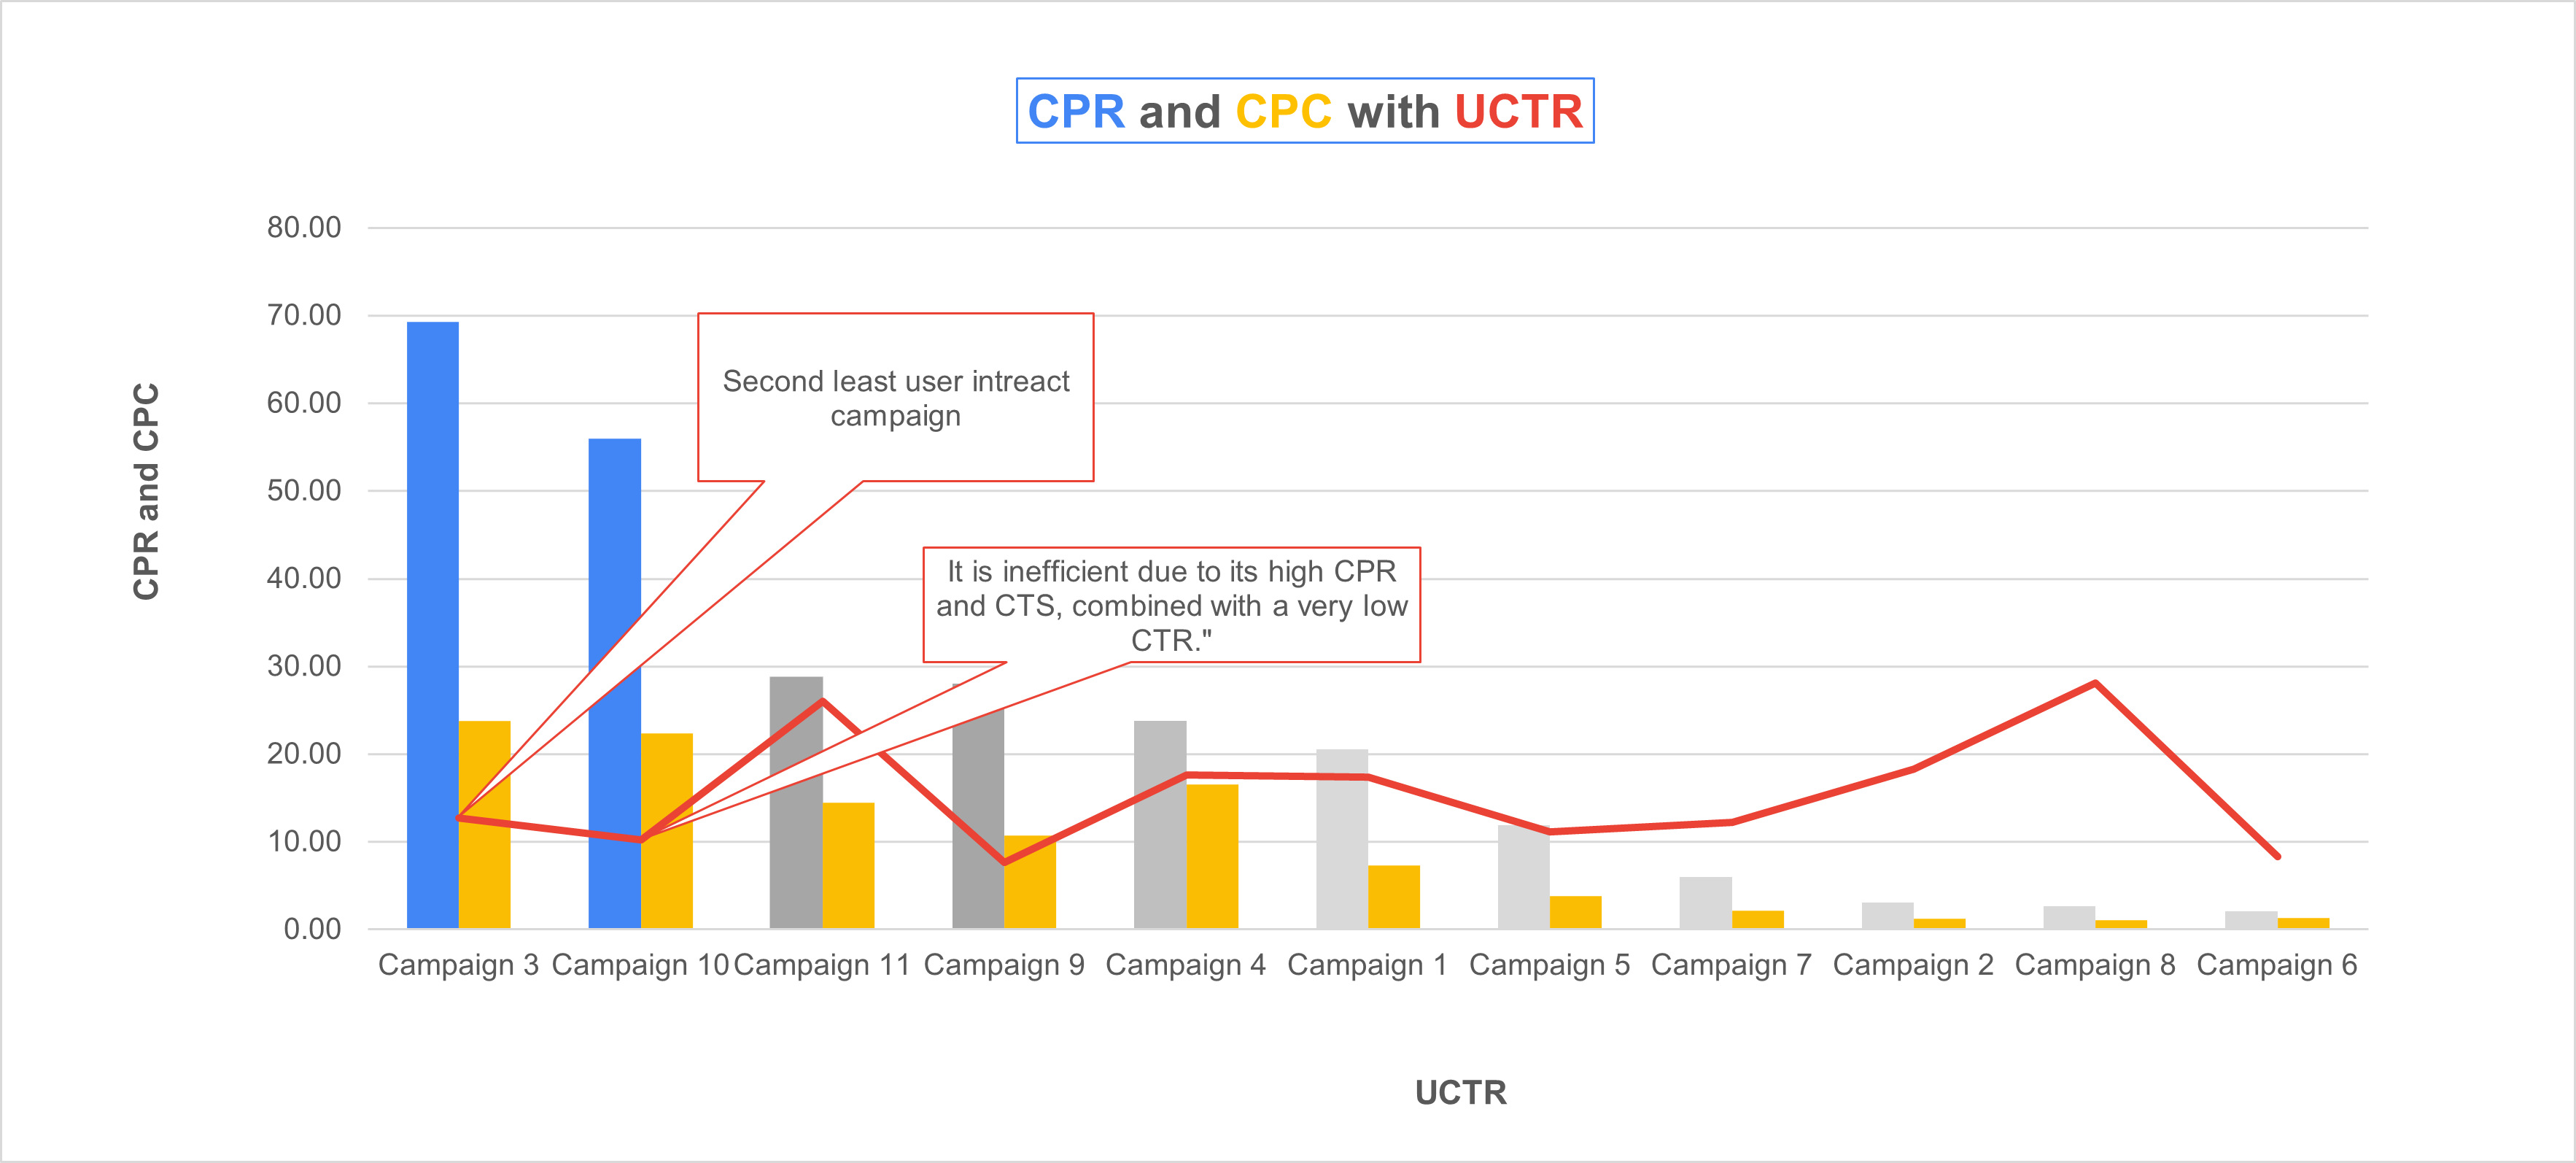 CPR and CPC with UCTR
80.00
70.00
60.00
50.00
40.00
30.00
20.00
10.00
0.00
CPR and CPC
Second least user intreact
campaign
It is inefficient due to its high CPR
and CTS, combined with a very low
CTR."
Campaign 3 Campaign 10 Campaign 11 Campaign 9 Campaign 4 Campaign 1 Campaign 5 Campaign 7 Campaign 2 Campaign 8 Campaign 6
UCTR